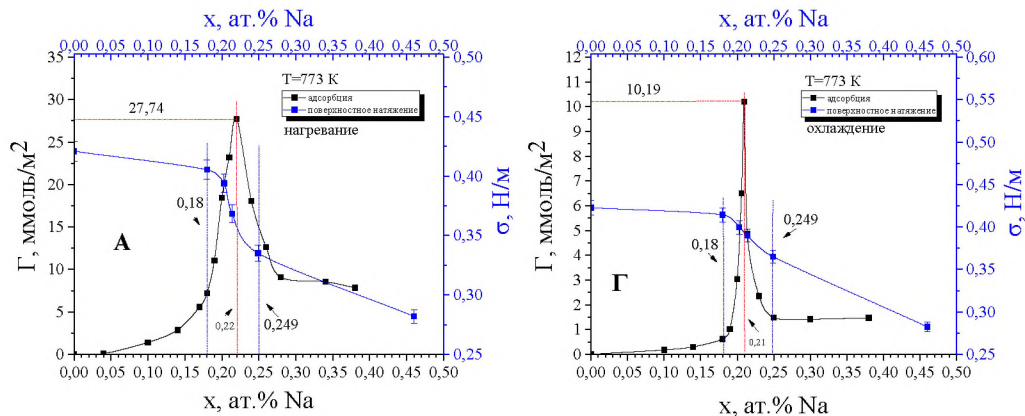 x, ат.% Na
0,00 0,05 0,10 0,15 0,20 0,25 0,30 0,35 0,40 0,45 0,50
35
30
25
20
15
10
5
0
Г, ммоль/м²
27,74
T=773 K
адсорбция
поверхностное натяжение
нагревание
0,18
А
0,22
0,249
0,50
0,45
0,40
0,35
0,30
0,25
σ, Н/м
0,00 0,05 0,10 0,15 0,20 0,25 0,30 0,35 0,40 0,45 0,50
x, ат.% Na
x, ат.% Na
0,00 0,05 0,10 0,15 0,20 0,25 0,30 0,35 0,40 0,45 0,50
12
11
10
9
8
7
6
5
4
3
2
1
0
Г, ммоль/м²
10,19
T=773 K
адсорбция
поверхностное натяжение
охлаждение
0,18
0,249
Г
0,21
0,60
0,55
0,50
0,45
0,40
0,35
0,30
0,25
σ, Н/м
0,00 0,05 0,10 0,15 0,20 0,25 0,30 0,35 0,40 0,45 0,50
x, ат.% Na